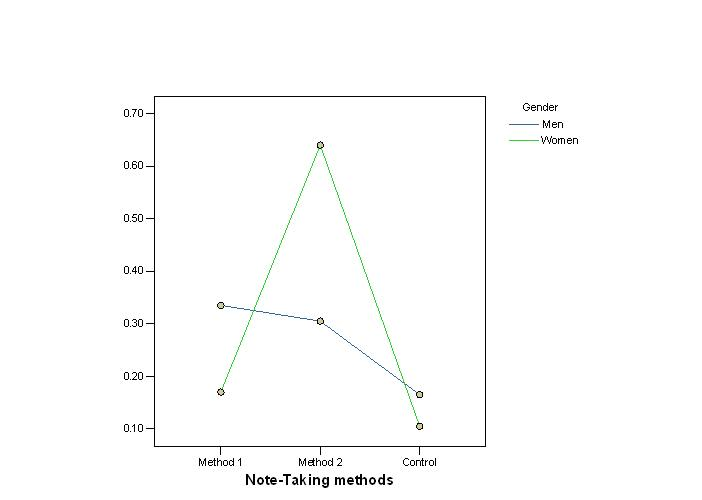 Gender
Men
Women
0.70
0.60
0.50
0.40
0.30
0.20
0.10
Method 1 Method 2 Control
Note-Taking methods